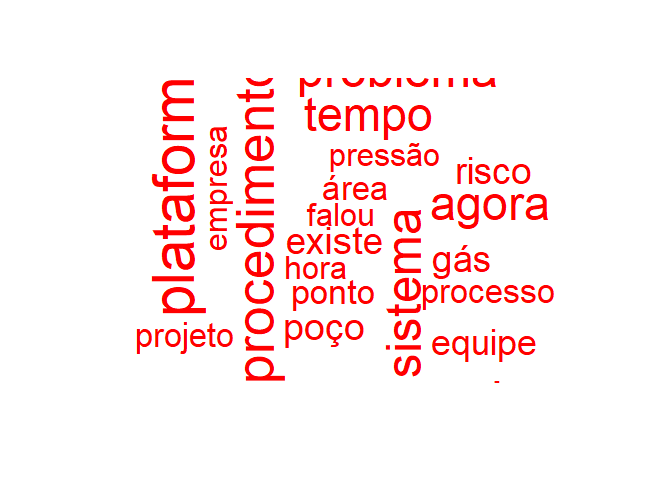 problema
plataform
empresa
procedimento
tempo
pressão
risco
área
agora
falou
existe
sistema
gás
hora
ponto
processo
projeto
poço
equipe